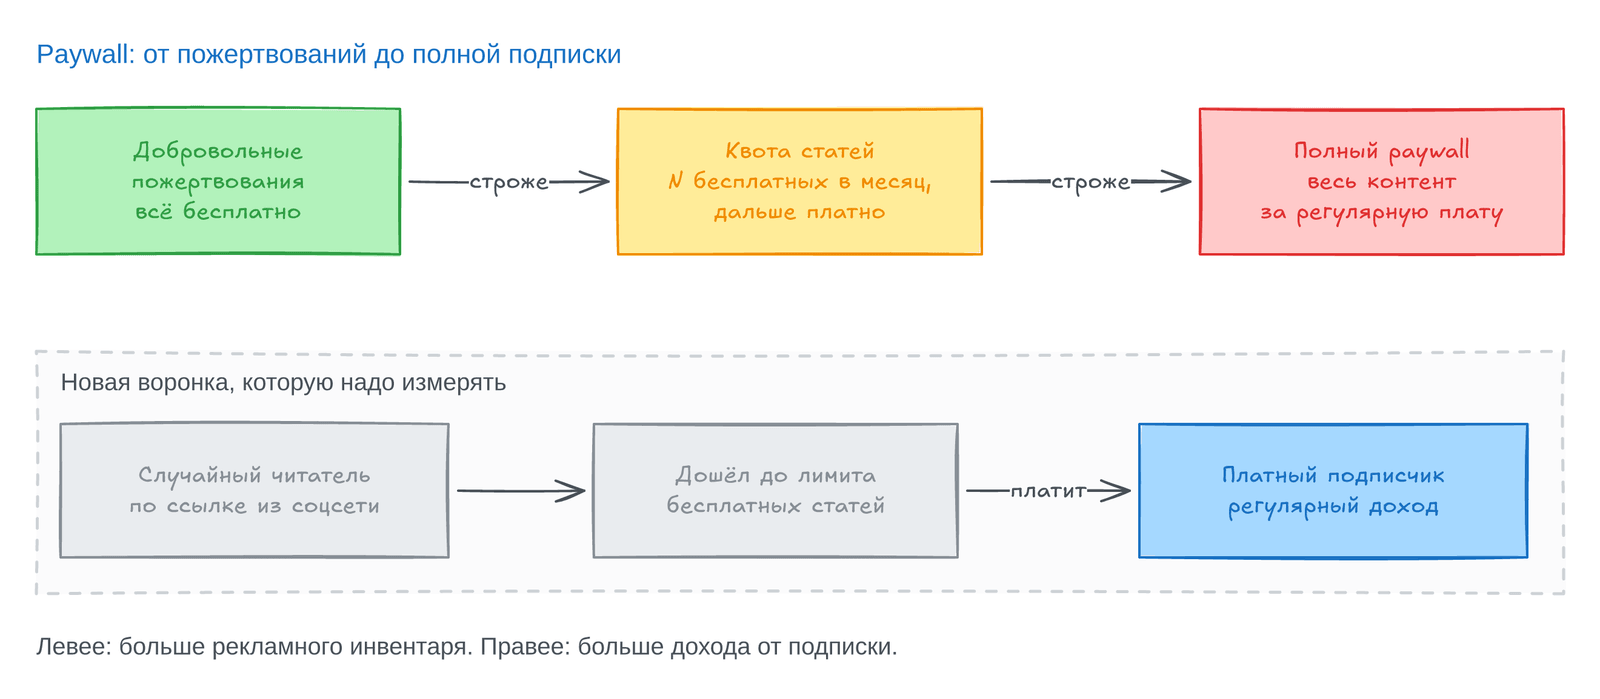 Paywall: от пожертвований до полной подписки
Добровольные
пожертвования
всё бесплатно
строже
Квота статей
N бесплатных в месяц,
дальше платно
строже
Полный paywall
весь контент
за регулярную плату
Новая воронка, которую надо измерять
Случайный читатель
по ссылке из соцсети
Дошёл до лимита
бесплатных статей
платит
Платный подписчик
регулярный доход
Левее: больше рекламного инвентаря. Правее: больше дохода от подписки.